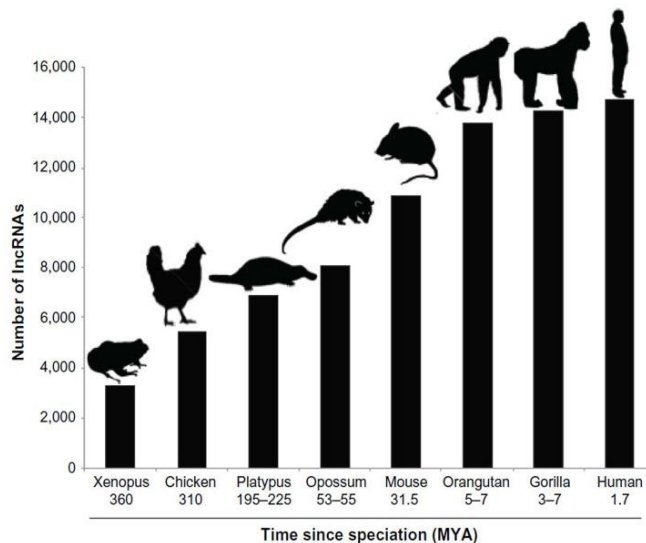 Number of lncRNAs
16,000
14,000
12,000
10,000
8,000
6,000
4,000
2,000
0
Xenopus Chicken Platypus Opossum Mouse Orangutan Gorilla Human
360 310 195–225 53–55 31.5 5–7 3–7 1.7
Time since speciation (MYA)